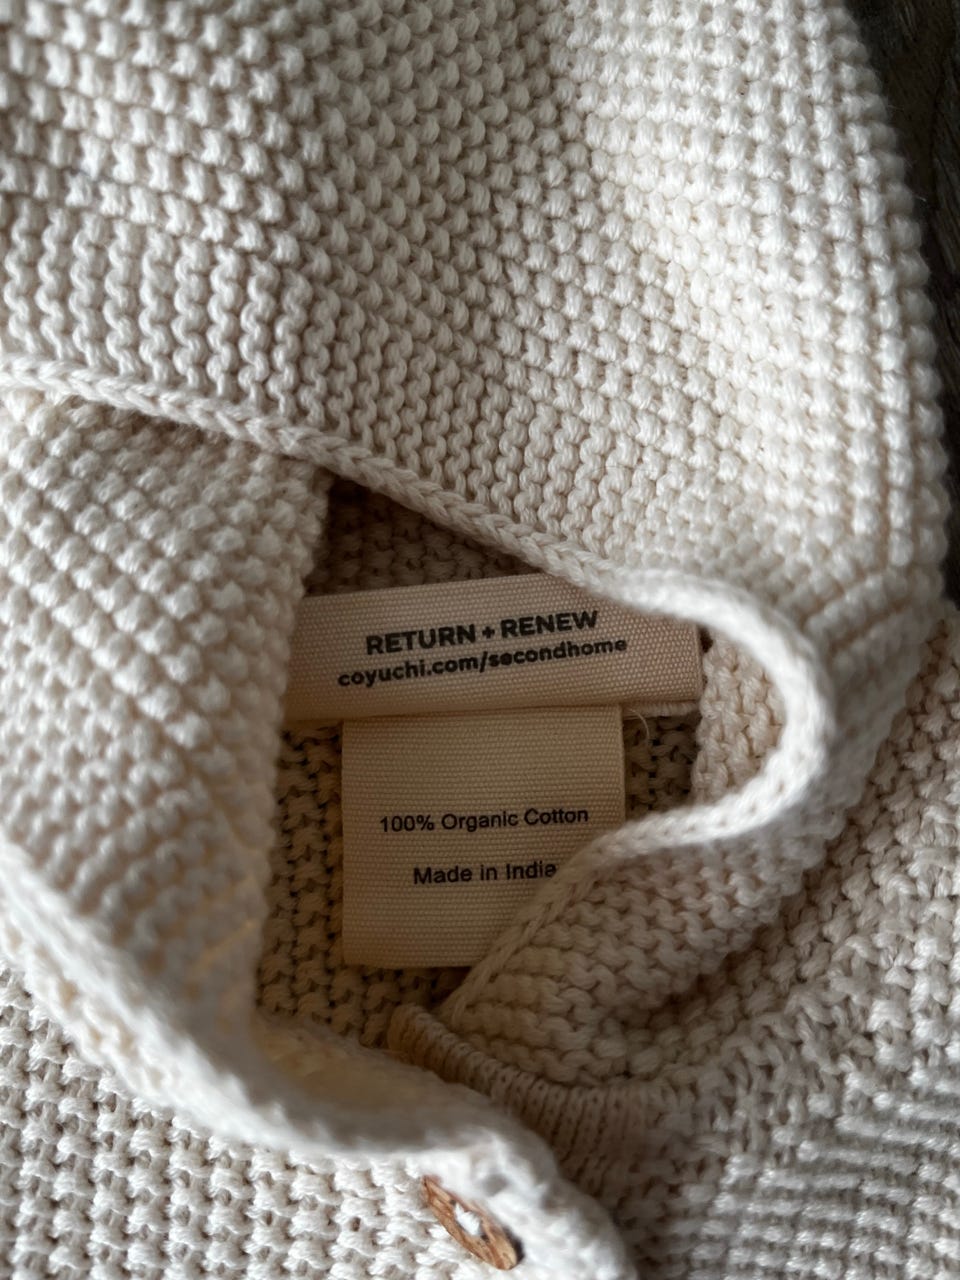 RETURN + RENEW
coyuchi.com/secondhome
100% Organic Cotton
Made in India